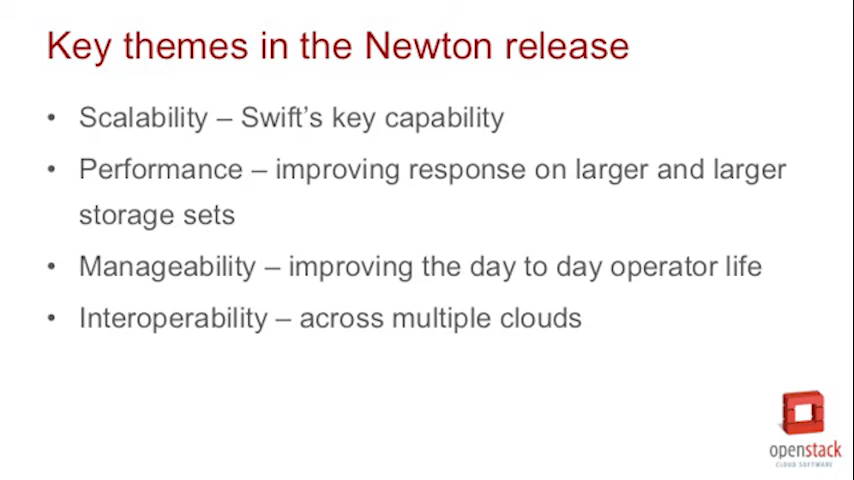 Key themes in the Newton release
• Scalability – Swift’s key capability
• Performance – improving response on larger and larger
storage sets
• Manageability – improving the day to day operator life
• Interoperability – across multiple clouds
openstack
CLOUD SOFTWARE